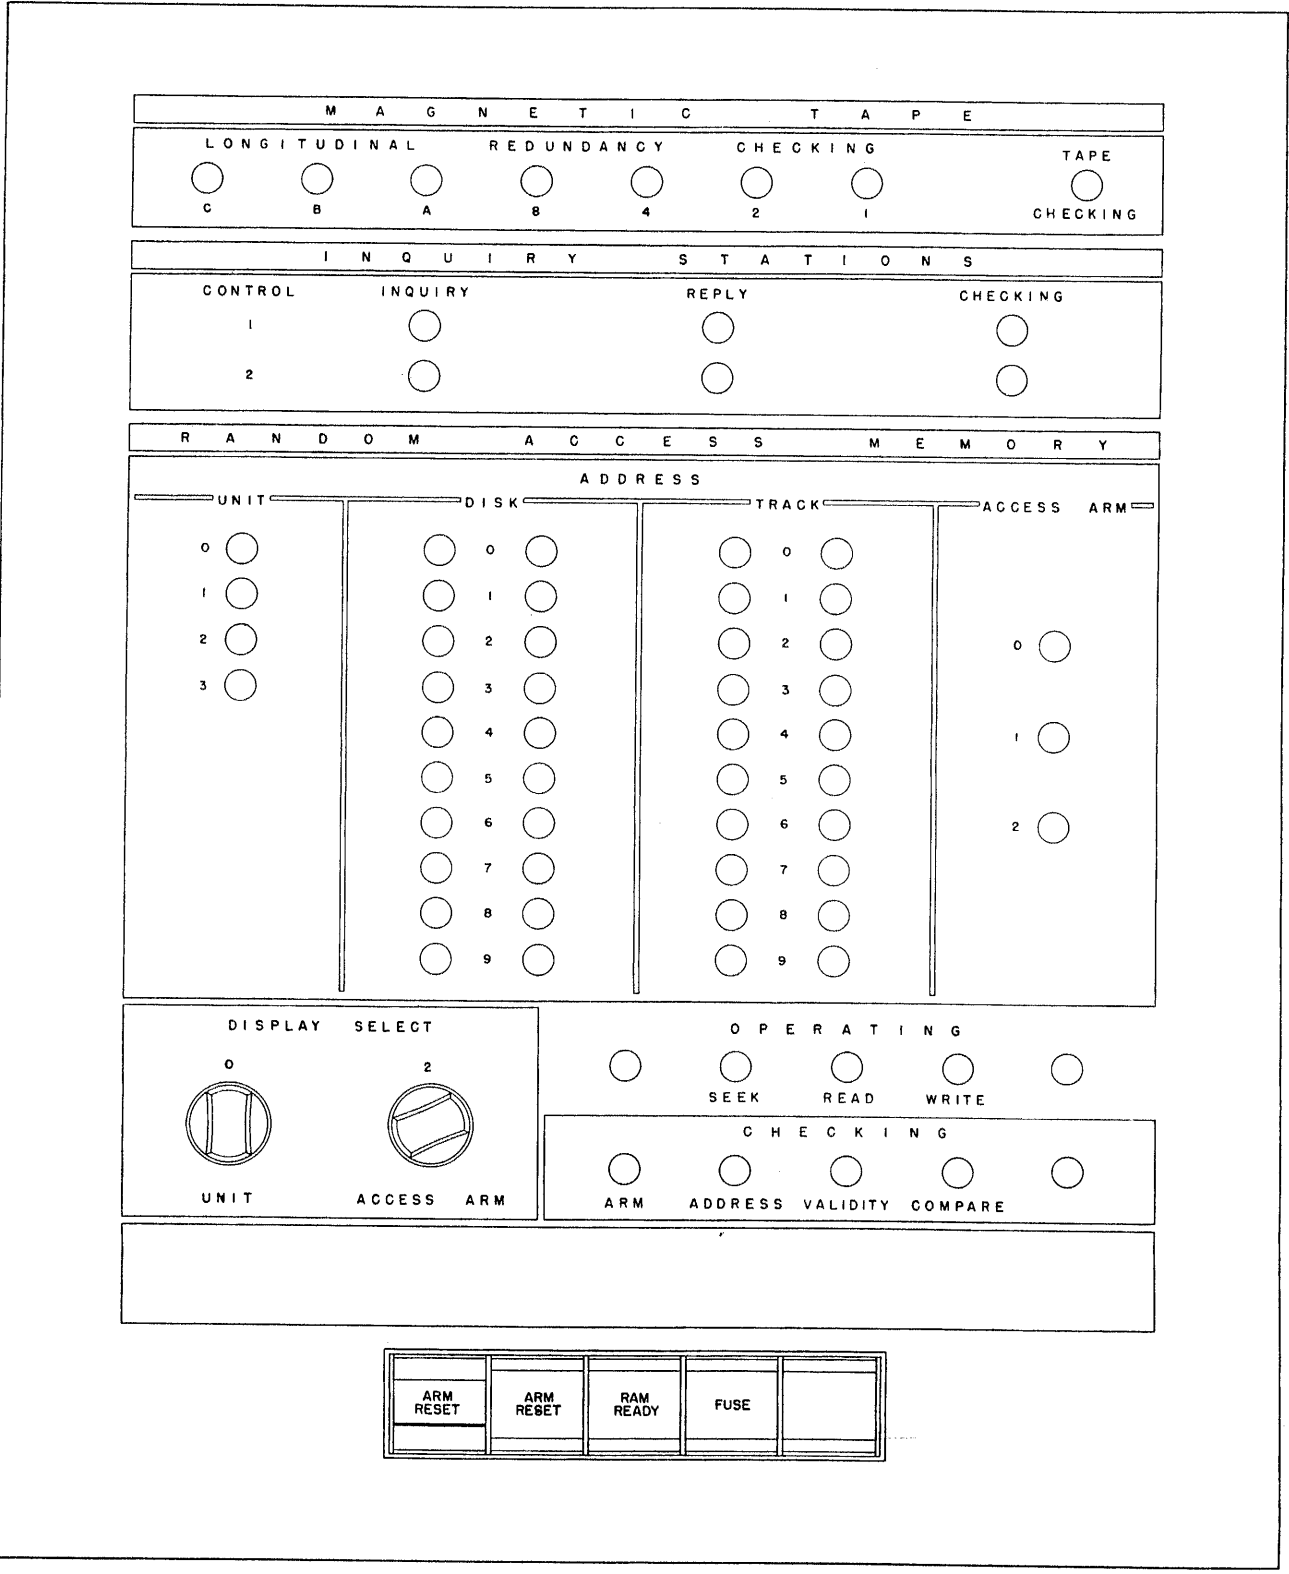 MAGNETIC TAPE
LONGITUDINAL REDUNDANCY CHECKING TAPE
C B A 8 4 2 1 CHECKING
INQUIRY STATIONS
CONTROL INQUIRY REPLY CHECKING
1
2
RANDOM ACCESS MEMORY
ADDRESS
UNIT DISK TRACK ACCESS ARM
0 0 0
1 1 1
2 2 2 0
3 3 3
4 4 1
5 5
6 6 2
7 7
8 8
9 9
DISPLAY SELECT
0 2
UNIT ACCESS ARM
OPERATING
SEEK READ WRITE
CHECKING
ARM ADDRESS VALIDITY COMPARE
ARM RESET
ARM RESET
RAM READY
FUSE